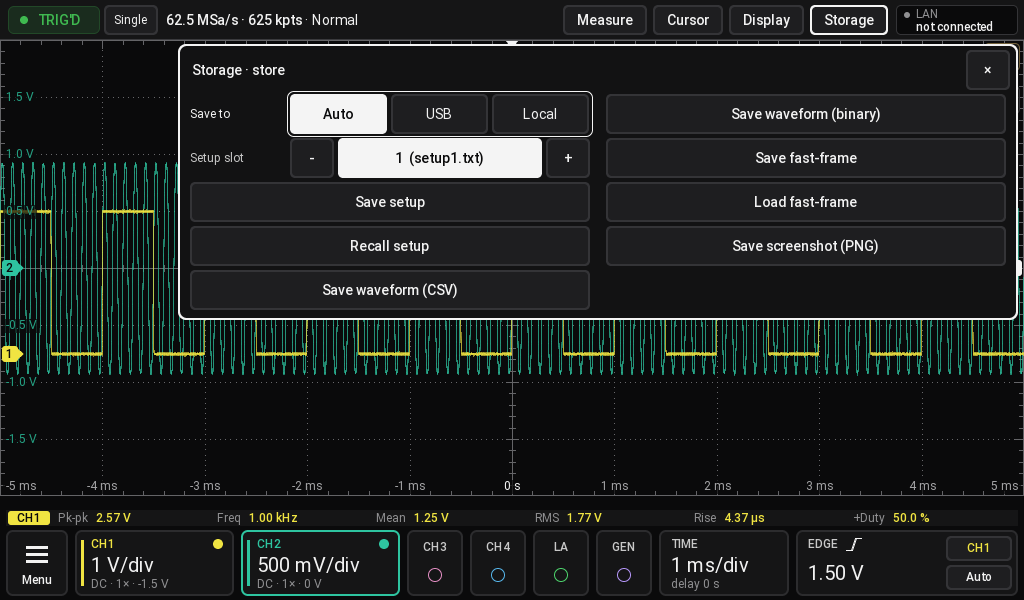 TRIG'D
Single
62.5 MSa/s · 625 kpts · Normal
Measure
Cursor
Display
Storage
LAN
not connected
Storage · store
×
Save to
Auto
USB
Local
Save waveform (binary)
Setup slot
-
1 (setup1.txt)
+
Save fast-frame
Save setup
Load fast-frame
Recall setup
Save screenshot (PNG)
Save waveform (CSV)
1.5 V
1.0 V
0.5 V
2
-0.5 V
1
-1.0 V
-1.5 V
-5 ms
-4 ms
-3 ms
-2 ms
-1 ms
0 s
1 ms
2 ms
3 ms
4 ms
5 ms
CH1
Pk-pk 2.57 V
Freq 1.00 kHz
Mean 1.25 V
RMS 1.77 V
Rise 4.37 µs
+Duty 50.0 %
Menu
CH1
1 V/div
DC · 1× · -1.5 V
CH2
500 mV/div
DC · 1× · 0 V
CH3
CH4
LA
GEN
TIME
1 ms/div
delay 0 s
EDGE
1.50 V
CH1
Auto